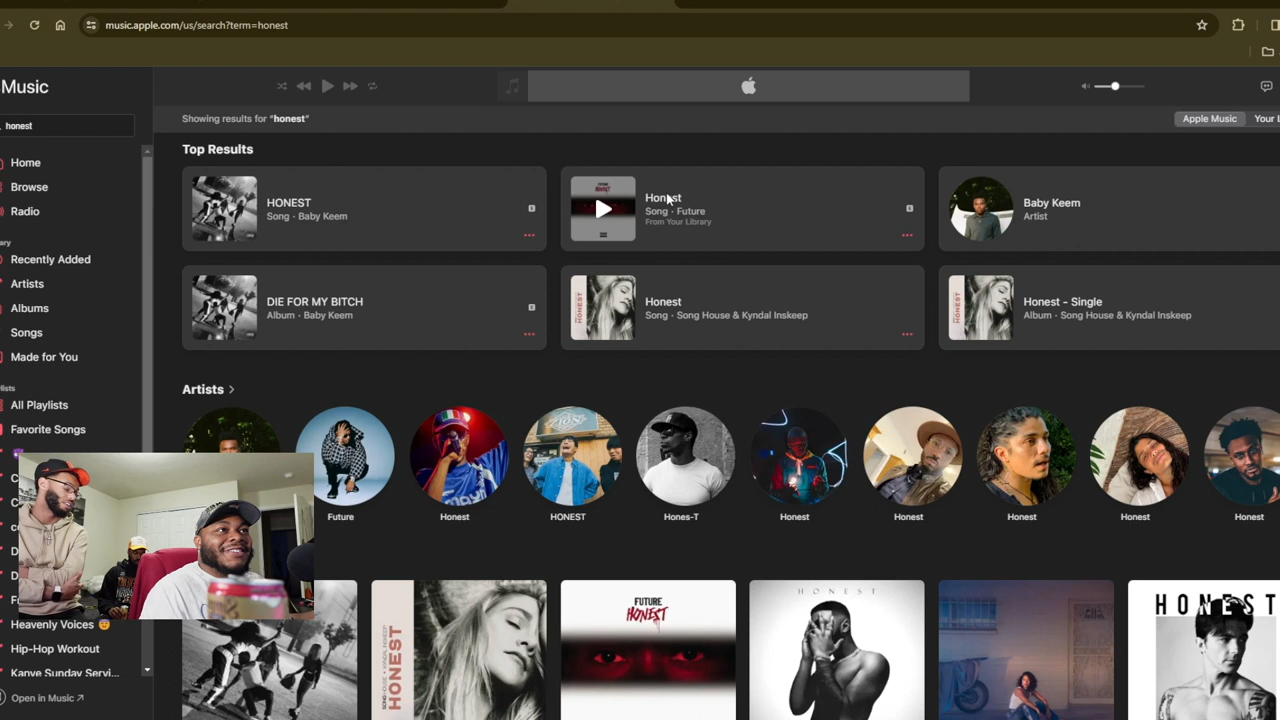 music.apple.com/us/search?term=honest
Music
honest
Showing results for "honest"
Apple Music
Your L
Home
Browse
Radio
Recently Added
Artists
Albums
Songs
Made for You
All Playlists
Favorite Songs
Heavenly Voices
Hip-Hop Workout
Kanye Sunday Servi...
Open in Music
Top Results
HONEST
Song · Baby Keem
Honest
Song · Future
From Your Library
Baby Keem
Artist
DIE FOR MY BITCH
Album · Baby Keem
Honest
Song · Song House & Kyndal Inskeep
Honest - Single
Album · Song House & Kyndal Inskeep
Artists
Future
Honest
HONEST
Hones-T
Honest
Honest
Honest
Honest
Honest
HONEST
FUTURE
HONEST
HONEST
HONEST